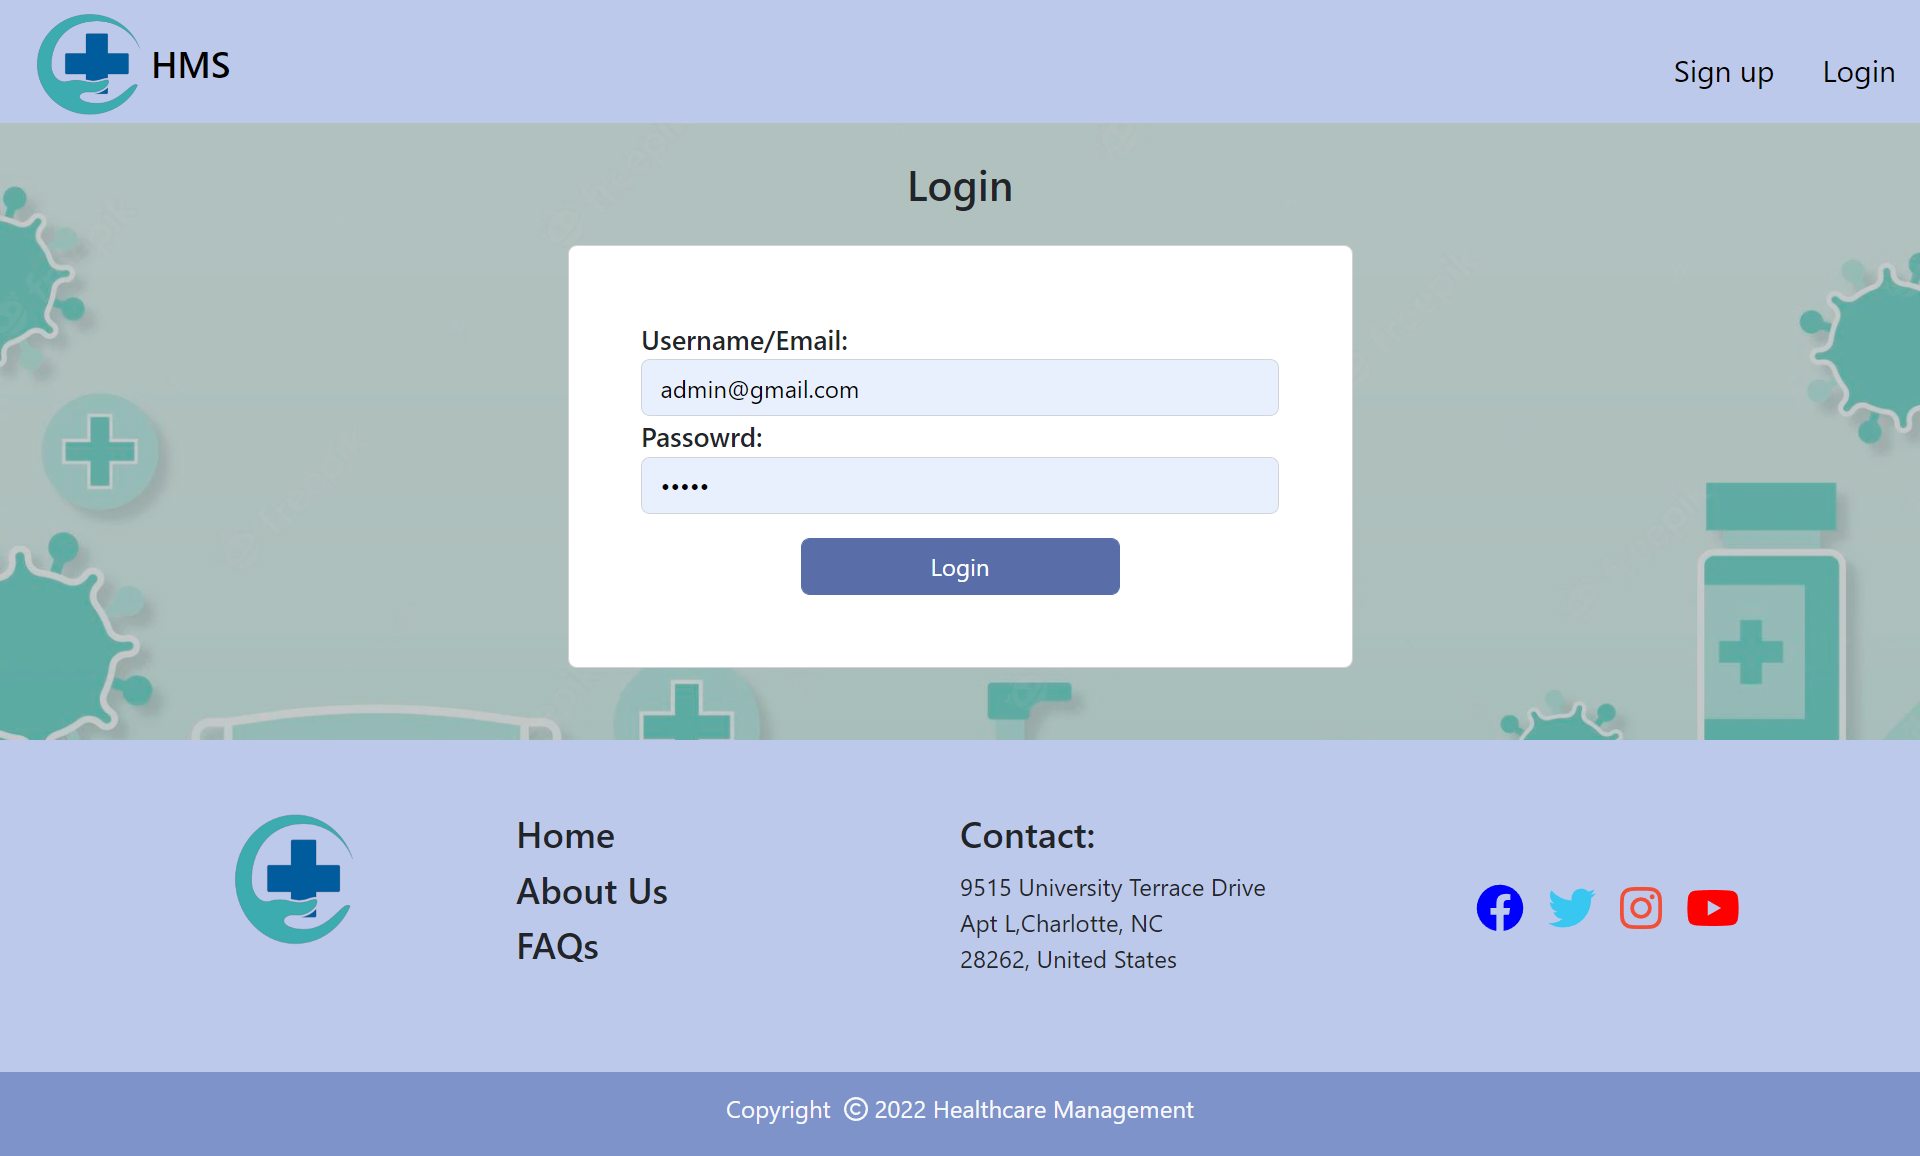 HMS
Sign up
Login
Login
Username/Email:
admin@gmail.com
Passowrd:
•••••
Login
Home
About Us
FAQs
Contact:
9515 University Terrace Drive
Apt L,Charlotte, NC
28262, United States
Copyright © 2022 Healthcare Management